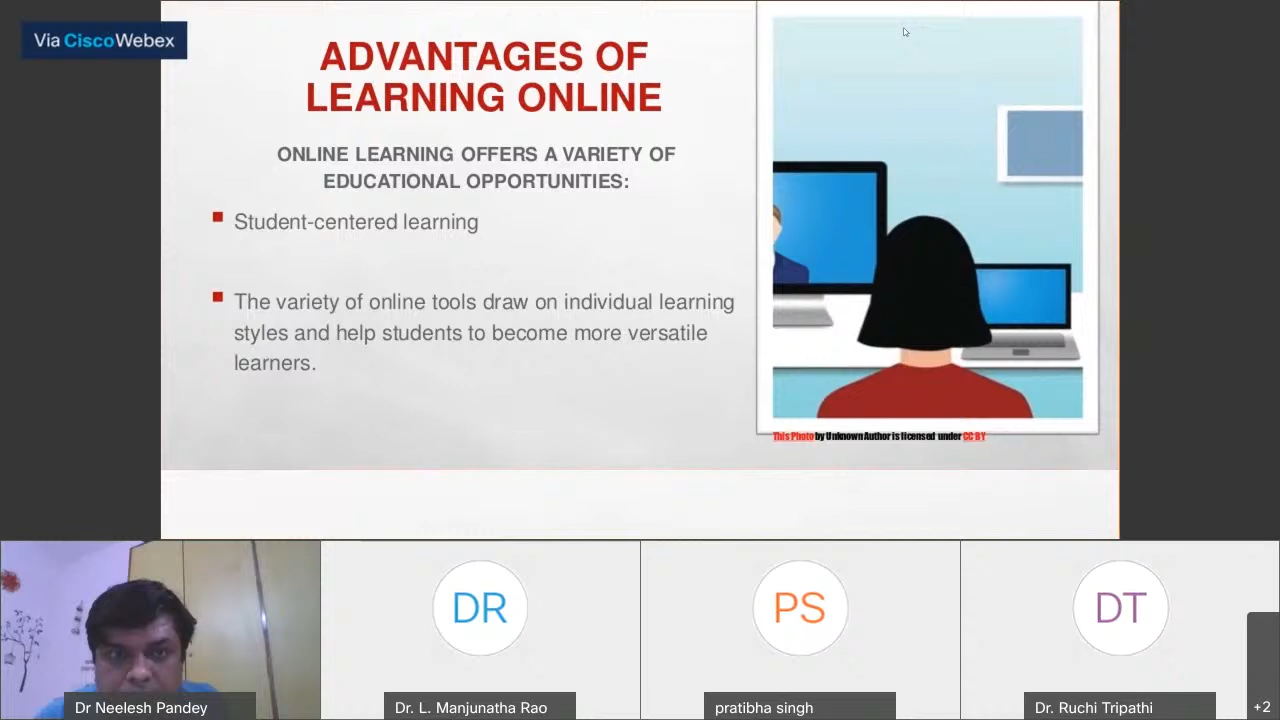 Via Cisco Webex
ADVANTAGES OF
LEARNING ONLINE
ONLINE LEARNING OFFERS A VARIETY OF
EDUCATIONAL OPPORTUNITIES:
Student-centered learning
The variety of online tools draw on individual learning
styles and help students to become more versatile
learners.
This Photo by Unknown Author is licensed under CC BY
DR
PS
DT
Dr Neelesh Pandey
Dr. L. Manjunatha Rao
pratibha singh
Dr. Ruchi Tripathi
+2